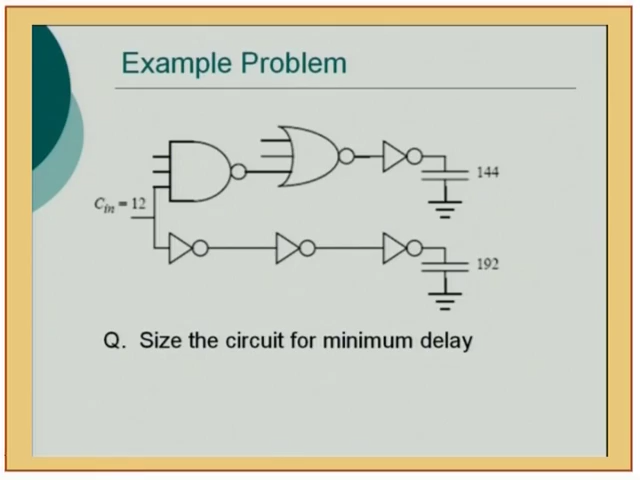 Example Problem
144
C_in = 12
192
Q. Size the circuit for minimum delay